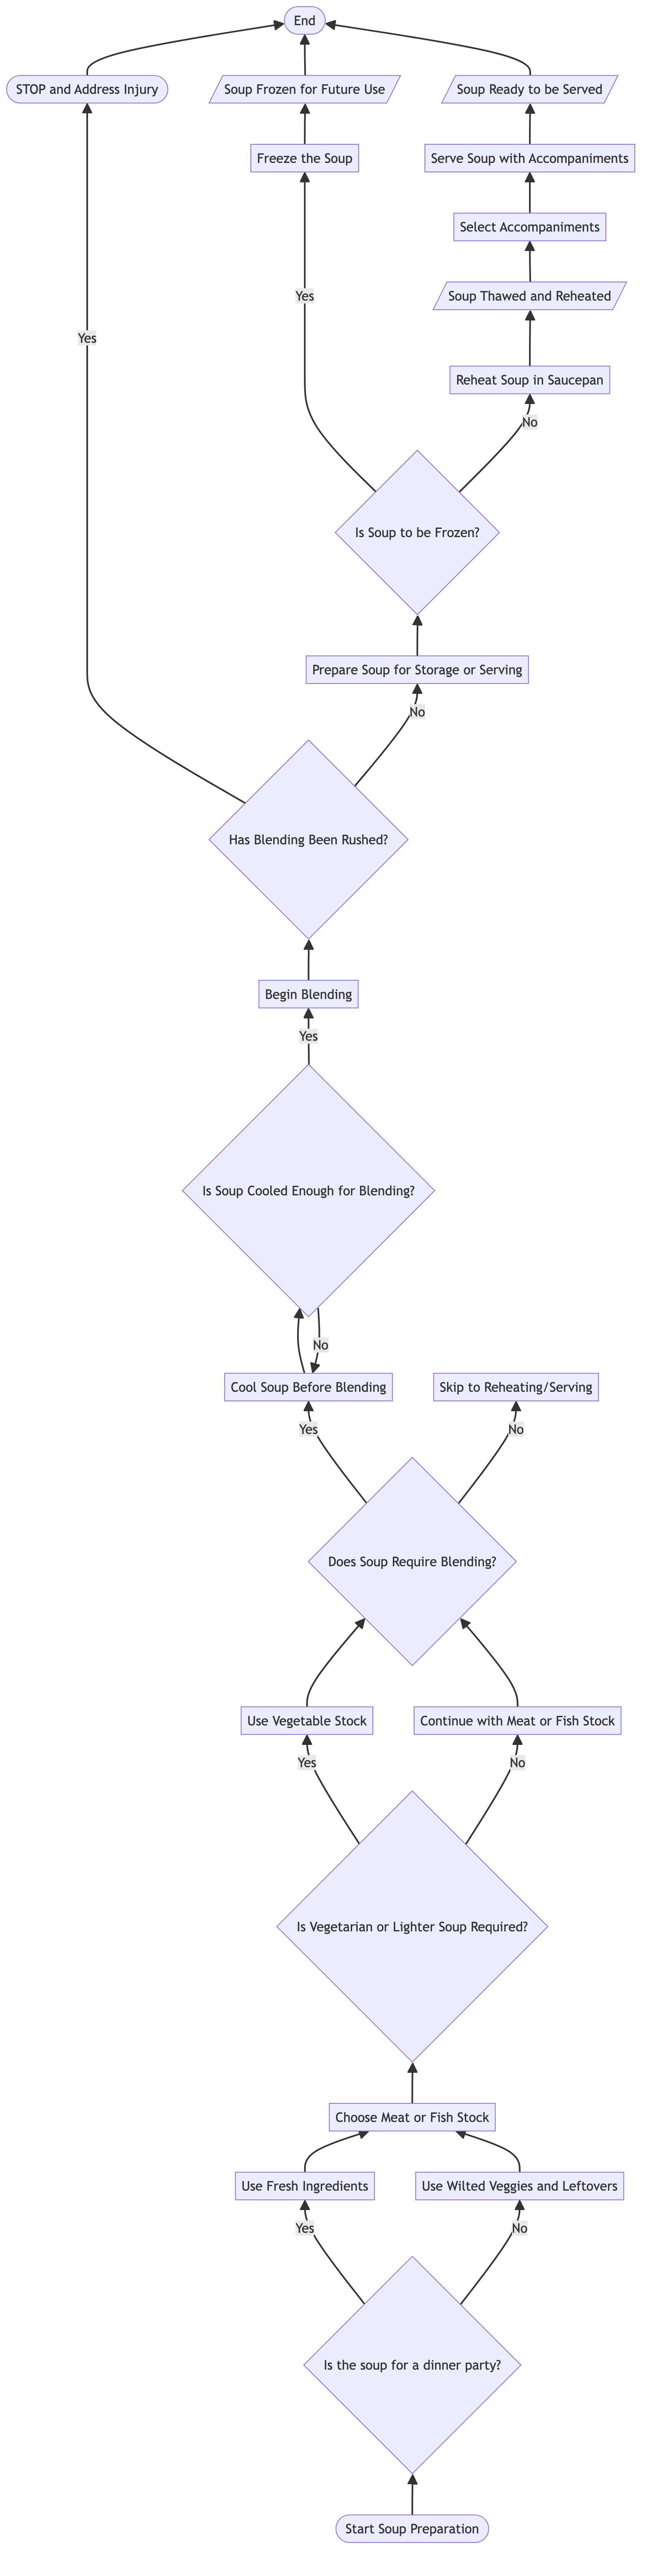 End
STOP and Address Injury
Soup Frozen for Future Use
Soup Ready to be Served
Freeze the Soup
Serve Soup with Accompaniments
Select Accompaniments
Yes
Soup Thawed and Reheated
Yes
Reheat Soup in Saucepan
No
Is Soup to be Frozen?
Prepare Soup for Storage or Serving
No
Has Blending Been Rushed?
Begin Blending
Yes
Is Soup Cooled Enough for Blending?
No
Cool Soup Before Blending
Skip to Reheating/Serving
Yes
No
Does Soup Require Blending?
Use Vegetable Stock
Continue with Meat or Fish Stock
Yes
No
Is Vegetarian or Lighter Soup Required?
Choose Meat or Fish Stock
Use Fresh Ingredients
Use Wilted Veggies and Leftovers
Yes
No
Is the soup for a dinner party?
Start Soup Preparation